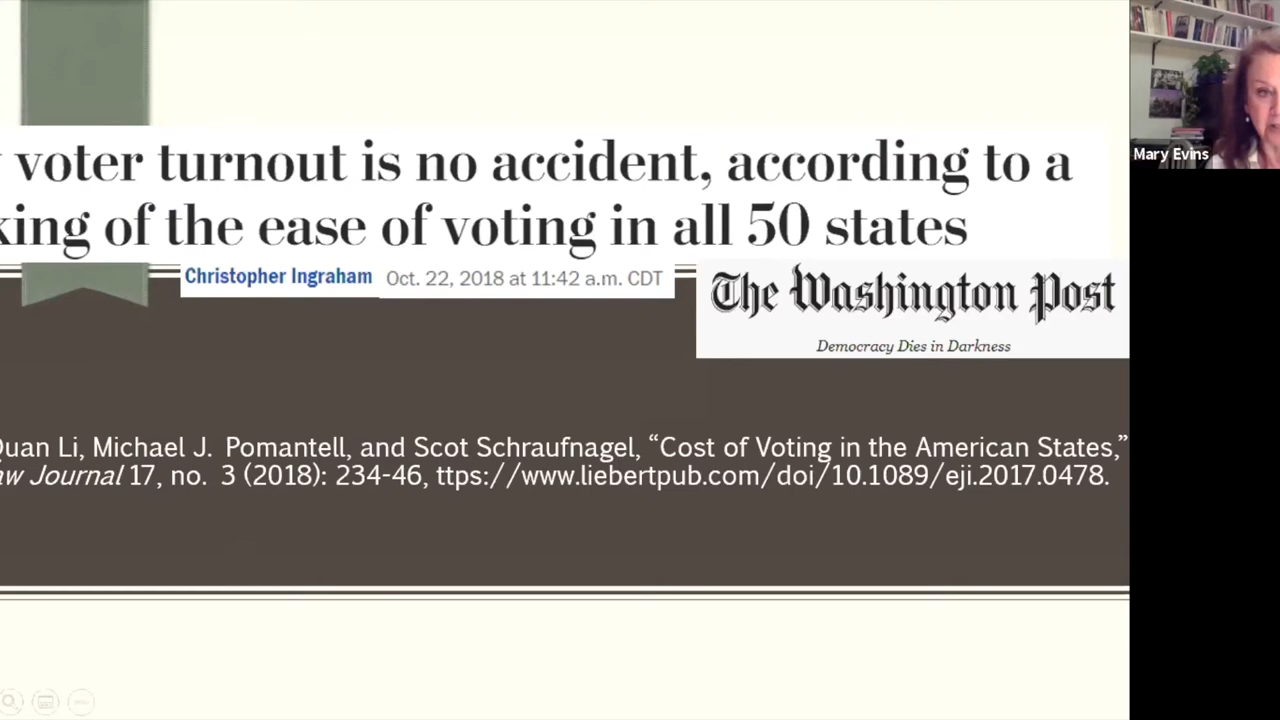 voter turnout is no accident, according to a
king of the ease of voting in all 50 states
Christopher Ingraham Oct. 22, 2018 at 11:42 a.m. CDT
The Washington Post
Democracy Dies in Darkness
Quan Li, Michael J. Pomantell, and Scot Schraufnagel, “Cost of Voting in the American States,”
aw Journal 17, no. 3 (2018): 234-46, ttps://www.liebertpub.com/doi/10.1089/eji.2017.0478.
Mary Evins